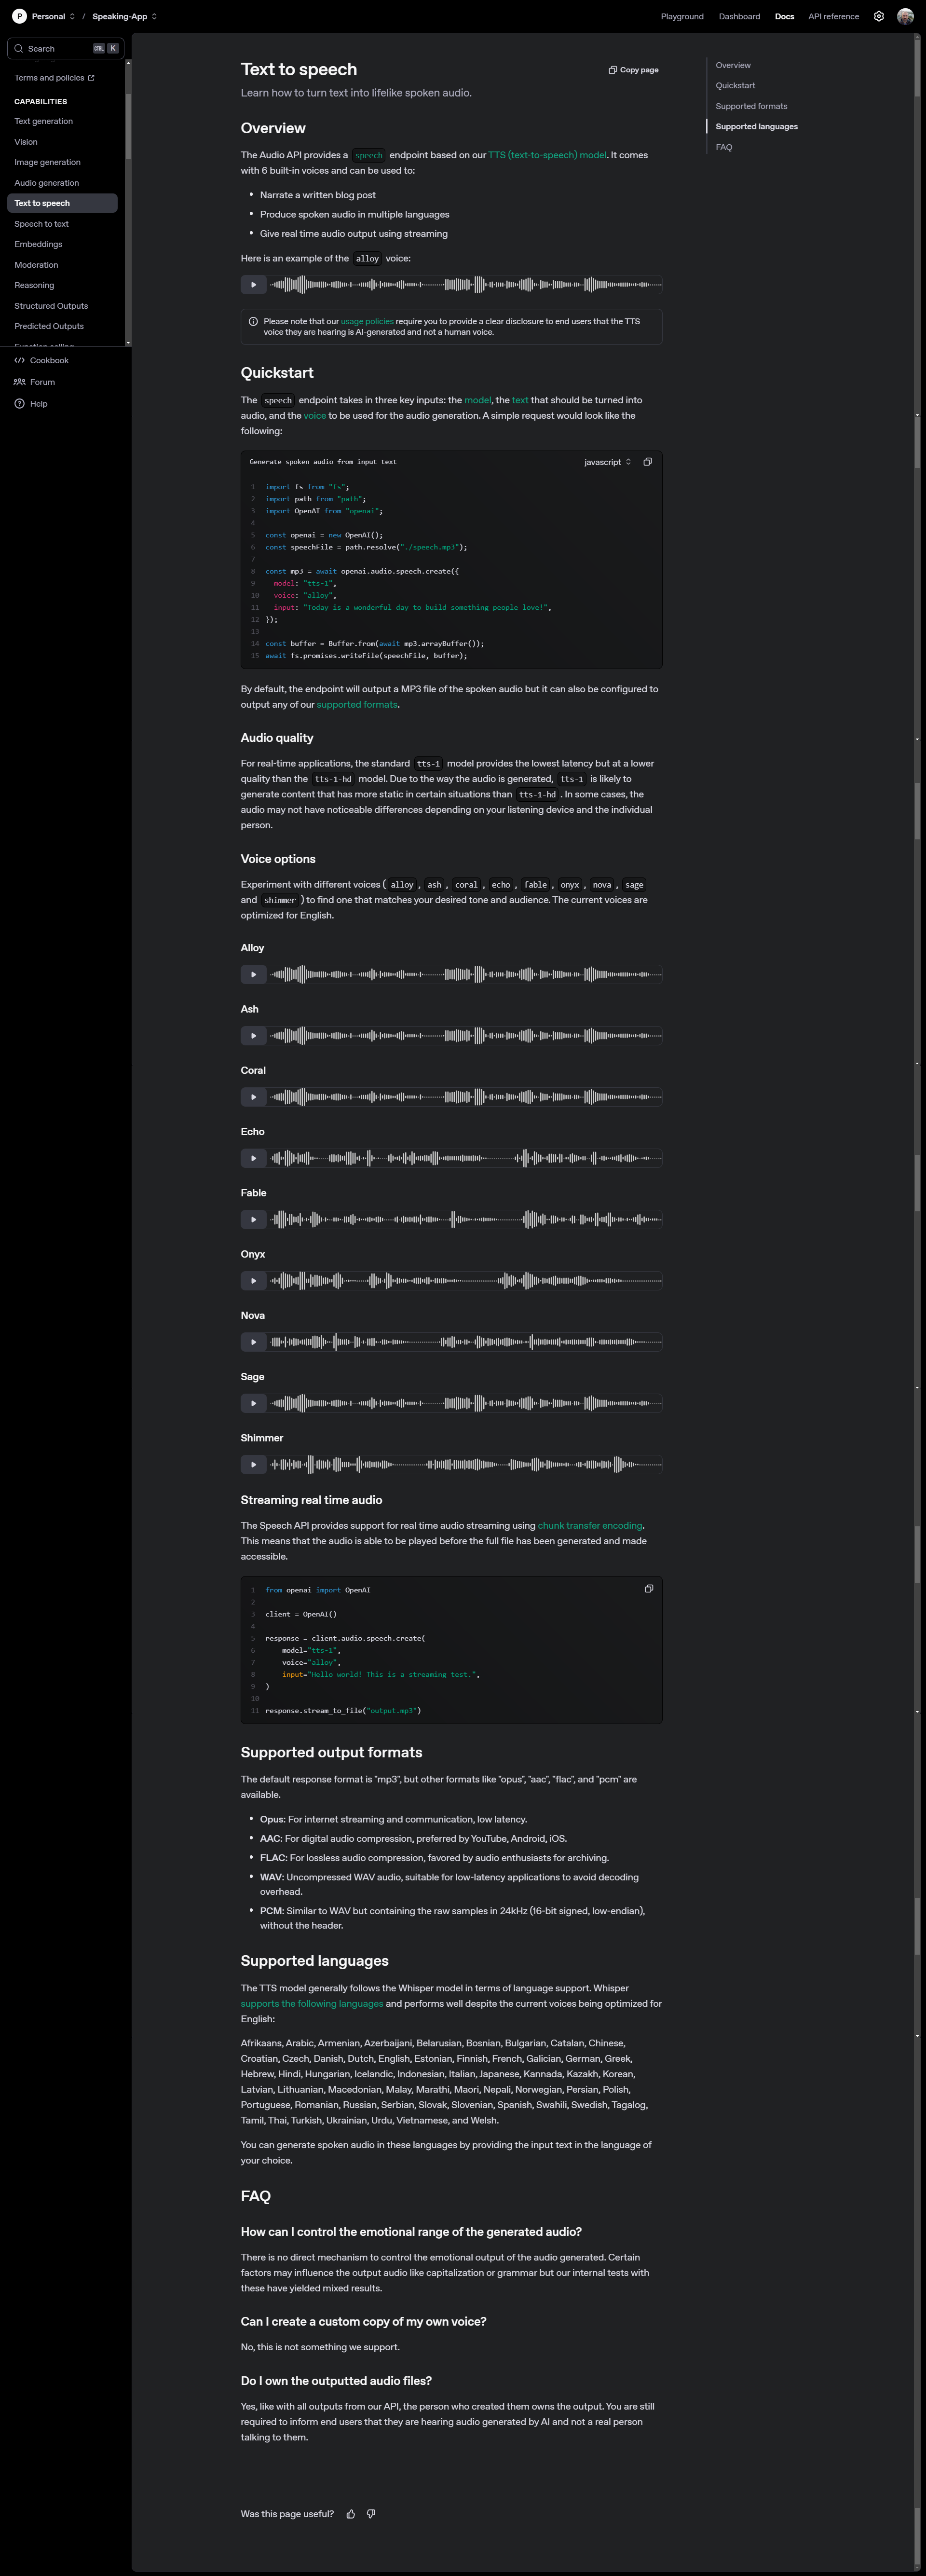 P Personal / Speaking-App
Playground Dashboard Docs API reference
Search CTRL K
Terms and policies
CAPABILITIES
Text generation
Vision
Image generation
Audio generation
Text to speech
Speech to text
Embeddings
Moderation
Reasoning
Structured Outputs
Predicted Outputs
Function calling
Cookbook
Forum
Help
Text to speech
Copy page
Learn how to turn text into lifelike spoken audio.
Overview
The Audio API provides a speech endpoint based on our TTS (text-to-speech) model. It comes
with 6 built-in voices and can be used to:
• Narrate a written blog post
• Produce spoken audio in multiple languages
• Give real time audio output using streaming
Here is an example of the alloy voice:
Please note that our usage policies require you to provide a clear disclosure to end users that the TTS
voice they are hearing is AI-generated and not a human voice.
Quickstart
The speech endpoint takes in three key inputs: the model, the text that should be turned into
audio, and the voice to be used for the audio generation. A simple request would look like the
following:
Generate spoken audio from input text
javascript
1 import fs from "fs";
2 import path from "path";
3 import OpenAI from "openai";
4
5 const openai = new OpenAI();
6 const speechFile = path.resolve("./speech.mp3");
7
8 const mp3 = await openai.audio.speech.create({
9 model: "tts-1",
10 voice: "alloy",
11 input: "Today is a wonderful day to build something people love!",
12 });
13
14 const buffer = Buffer.from(await mp3.arrayBuffer());
15 await fs.promises.writeFile(speechFile, buffer);
By default, the endpoint will output a MP3 file of the spoken audio but it can also be configured to
output any of our supported formats.
Audio quality
For real-time applications, the standard tts-1 model provides the lowest latency but at a lower
quality than the tts-1-hd model. Due to the way the audio is generated, tts-1 is likely to
generate content that has more static in certain situations than tts-1-hd . In some cases, the
audio may not have noticeable differences depending on your listening device and the individual
person.
Voice options
Experiment with different voices ( alloy , ash , coral , echo , fable , onyx , nova , sage
and shimmer ) to find one that matches your desired tone and audience. The current voices are
optimized for English.
Alloy
Ash
Coral
Echo
Fable
Onyx
Nova
Sage
Shimmer
Streaming real time audio
The Speech API provides support for real time audio streaming using chunk transfer encoding.
This means that the audio is able to be played before the full file has been generated and made
accessible.
1 from openai import OpenAI
2
3 client = OpenAI()
4
5 response = client.audio.speech.create(
6 model="tts-1",
7 voice="alloy",
8 input="Hello world! This is a streaming test.",
9 )
10
11 response.stream_to_file("output.mp3")
Supported output formats
The default response format is "mp3", but other formats like "opus", "aac", "flac", and "pcm" are
available.
• Opus: For internet streaming and communication, low latency.
• AAC: For digital audio compression, preferred by YouTube, Android, iOS.
• FLAC: For lossless audio compression, favored by audio enthusiasts for archiving.
• WAV: Uncompressed WAV audio, suitable for low-latency applications to avoid decoding
overhead.
• PCM: Similar to WAV but containing the raw samples in 24kHz (16-bit signed, low-endian),
without the header.
Supported languages
The TTS model generally follows the Whisper model in terms of language support. Whisper
supports the following languages and performs well despite the current voices being optimized for
English:
Afrikaans, Arabic, Armenian, Azerbaijani, Belarusian, Bosnian, Bulgarian, Catalan, Chinese,
Croatian, Czech, Danish, Dutch, English, Estonian, Finnish, French, Galician, German, Greek,
Hebrew, Hindi, Hungarian, Icelandic, Indonesian, Italian, Japanese, Kannada, Kazakh, Korean,
Latvian, Lithuanian, Macedonian, Malay, Marathi, Maori, Nepali, Norwegian, Persian, Polish,
Portuguese, Romanian, Russian, Serbian, Slovak, Slovenian, Spanish, Swahili, Swedish, Tagalog,
Tamil, Thai, Turkish, Ukrainian, Urdu, Vietnamese, and Welsh.
You can generate spoken audio in these languages by providing the input text in the language of
your choice.
FAQ
How can I control the emotional range of the generated audio?
There is no direct mechanism to control the emotional output of the audio generated. Certain
factors may influence the output audio like capitalization or grammar but our internal tests with
these have yielded mixed results.
Can I create a custom copy of my own voice?
No, this is not something we support.
Do I own the outputted audio files?
Yes, like with all outputs from our API, the person who created them owns the output. You are still
required to inform end users that they are hearing audio generated by AI and not a real person
talking to them.
Was this page useful?
Overview
Quickstart
Supported formats
Supported languages
FAQ